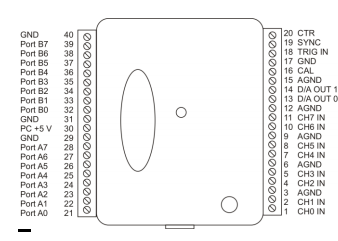 GND 40
Port B7 39
Port B6 38
Port B5 37
Port B4 36
Port B3 35
Port B2 34
Port B1 33
Port B0 32
GND 31
PC +5 V 30
GND 29
Port A7 28
Port A6 27
Port A5 26
Port A4 25
Port A3 24
Port A2 23
Port A1 22
Port A0 21
20 CTR
19 SYNC
18 TRIG IN
17 GND
16 CAL
15 AGND
14 D/A OUT 1
13 D/A OUT 0
12 AGND
11 CH7 IN
10 CH6 IN
9 AGND
8 CH5 IN
7 CH4 IN
6 AGND
5 CH3 IN
4 CH2 IN
3 AGND
2 CH1 IN
1 CH0 IN